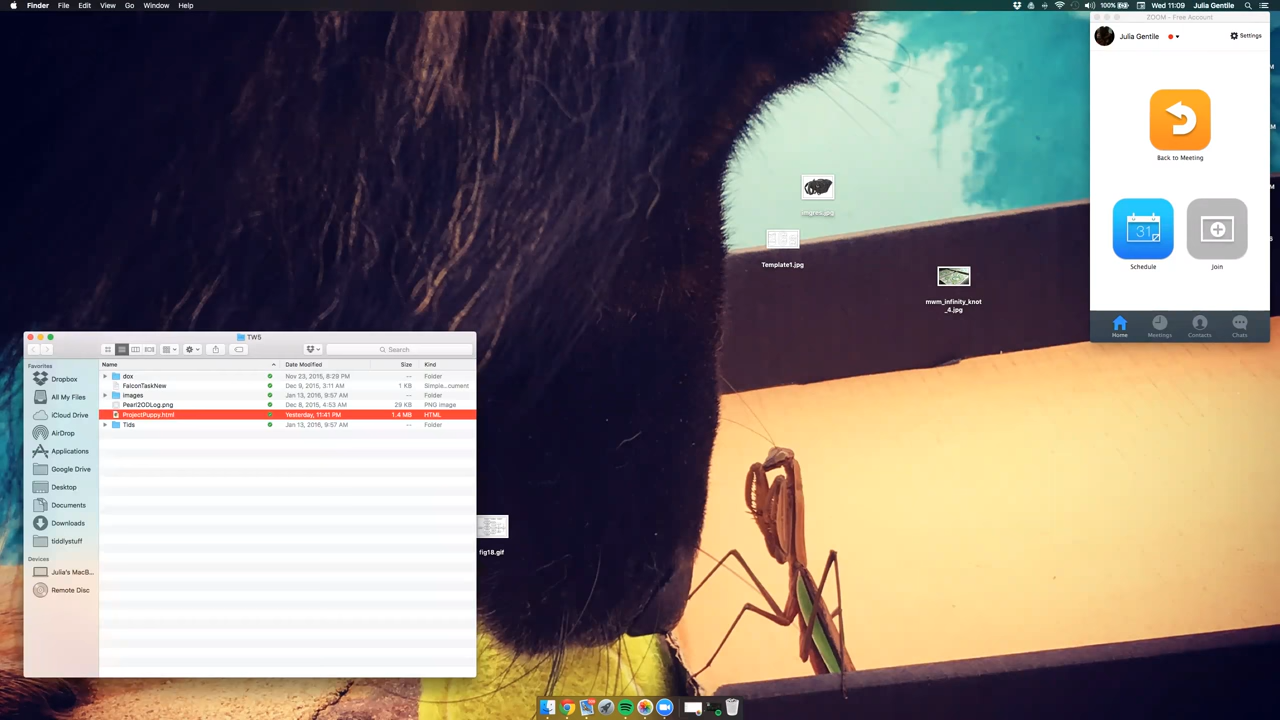 Finder File Edit View Go Window Help
100% Wed 11:09 Julia Gentile
ZOOM - Free Account
Julia Gentile
Settings
Back to Meeting
31
Schedule
Join
Home
Meetings
Contacts
Chats
Template1.jpg
mwm_infinity_knot
_4.jpg
fig18.gif
TW5
Search
Favorites
Dropbox
All My Files
iCloud Drive
AirDrop
Applications
Google Drive
Desktop
Documents
Downloads
tiddlystuff
Devices
Julia's MacB...
Remote Disc
Name Date Modified Size Kind
dox Nov 23, 2015, 8:29 PM -- Folder
FalconTaskNew Dec 9, 2015, 3:11 AM 1 KB Simple...cument
images Jan 13, 2016, 9:57 AM -- Folder
Pearl2ODLog.png Dec 8, 2015, 4:53 AM 29 KB PNG image
ProjectPuppy.html Yesterday, 11:41 PM 1.4 MB HTML
Tids Jan 13, 2016, 9:57 AM -- Folder